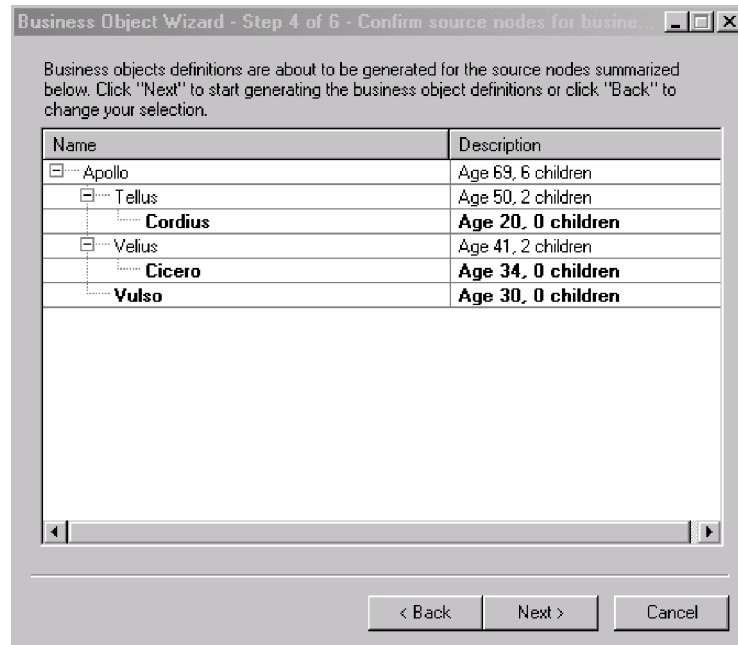 Business Object Wizard - Step 4 of 6 - Confirm source nodes for busine...
Business objects definitions are about to be generated for the source nodes summarized
below. Click "Next" to start generating the business object definitions or click "Back" to
change your selection.
Name Description
Apollo Age 69, 6 children
Tellus Age 50, 2 children
Cordius Age 20, 0 children
Velius Age 41, 2 children
Cicero Age 34, 0 children
Vulso Age 30, 0 children
< Back Next > Cancel